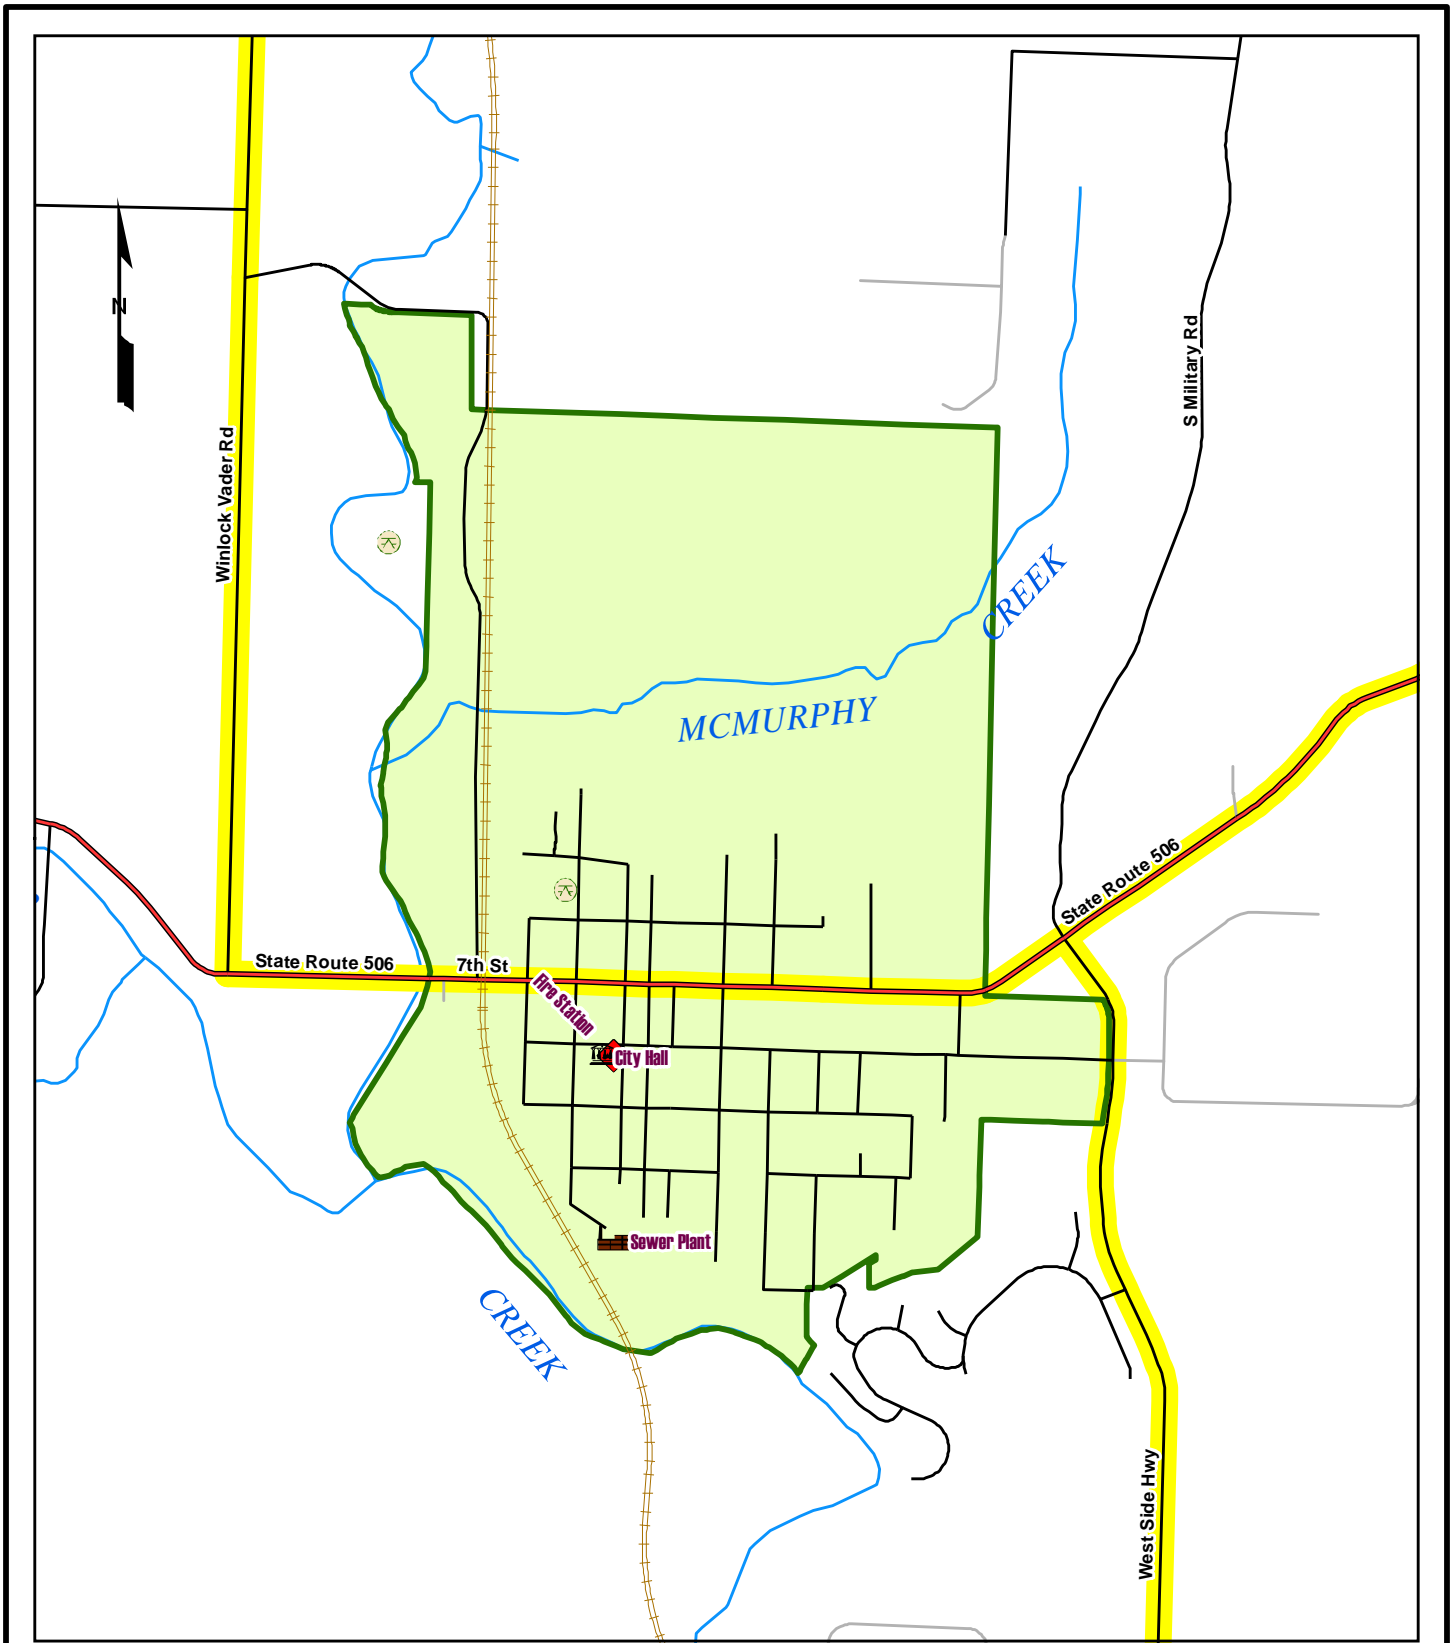 N
S Military Rd
Winlock Vader Rd
CREEK
MCMURPHY
State Route 506
State Route 506
7th St
Fire Station
City Hall
Sewer Plant
CREEK
West Side Hwy